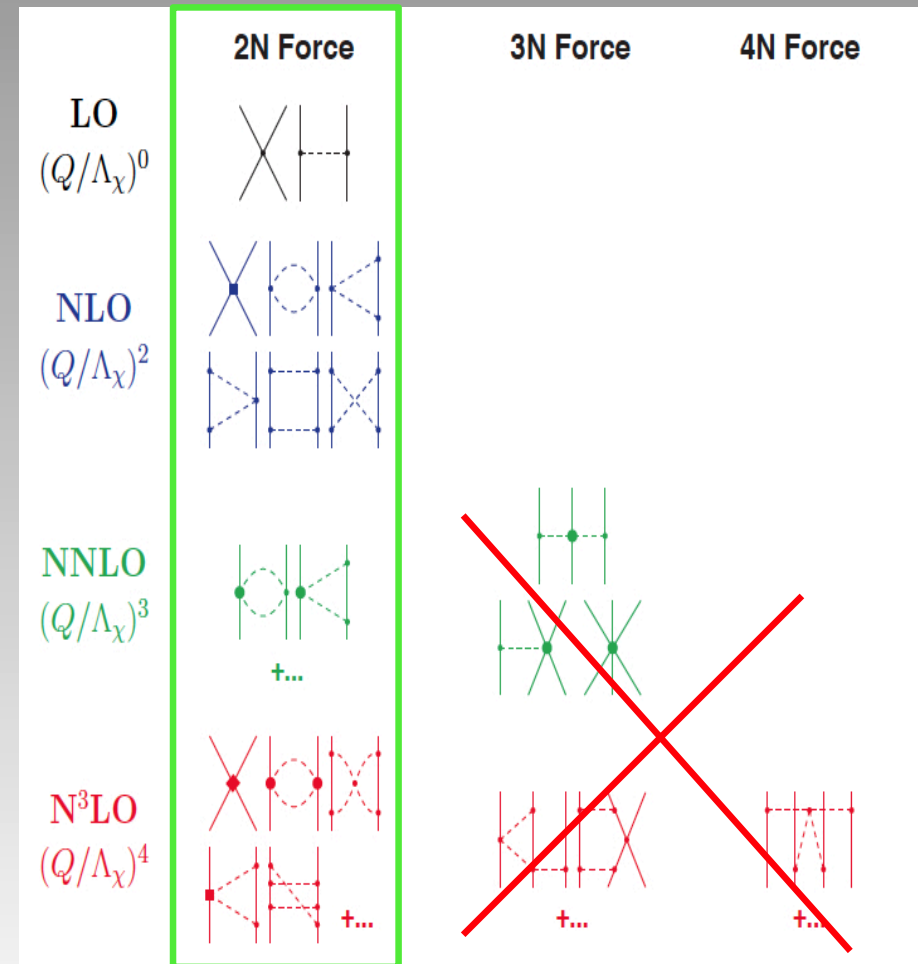 2N Force 3N Force 4N Force
LO
(Q/Λχ)⁰
NLO
(Q/Λχ)²
NNLO
(Q/Λχ)³
+...
N³LO
(Q/Λχ)⁴
+... +... +...